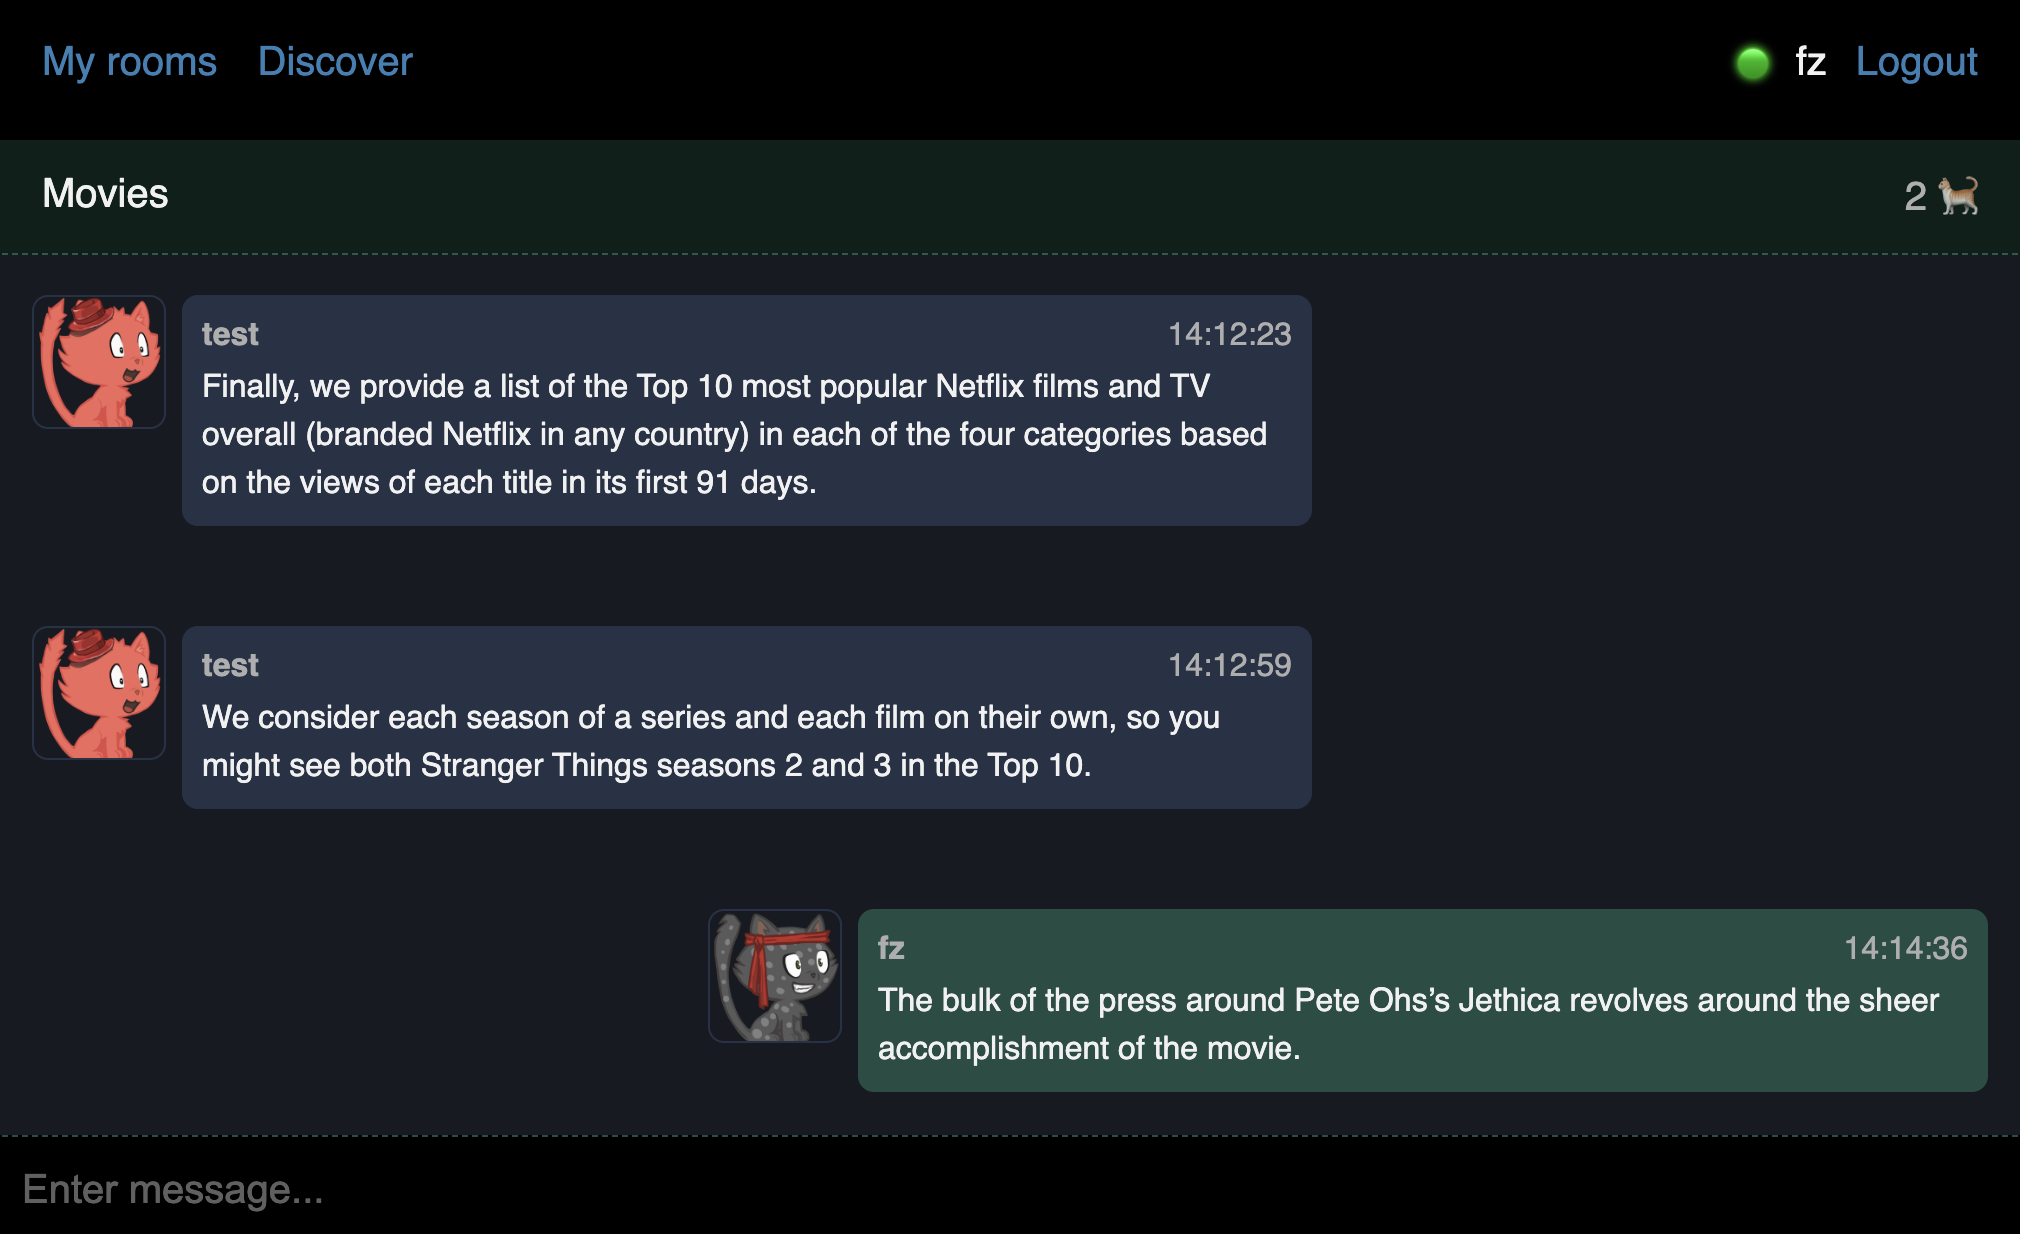 My rooms Discover fz Logout
Movies 2
test 14:12:23
Finally, we provide a list of the Top 10 most popular Netflix films and TV
overall (branded Netflix in any country) in each of the four categories based
on the views of each title in its first 91 days.
test 14:12:59
We consider each season of a series and each film on their own, so you
might see both Stranger Things seasons 2 and 3 in the Top 10.
fz 14:14:36
The bulk of the press around Pete Ohs’s Jethica revolves around the sheer
accomplishment of the movie.
Enter message...